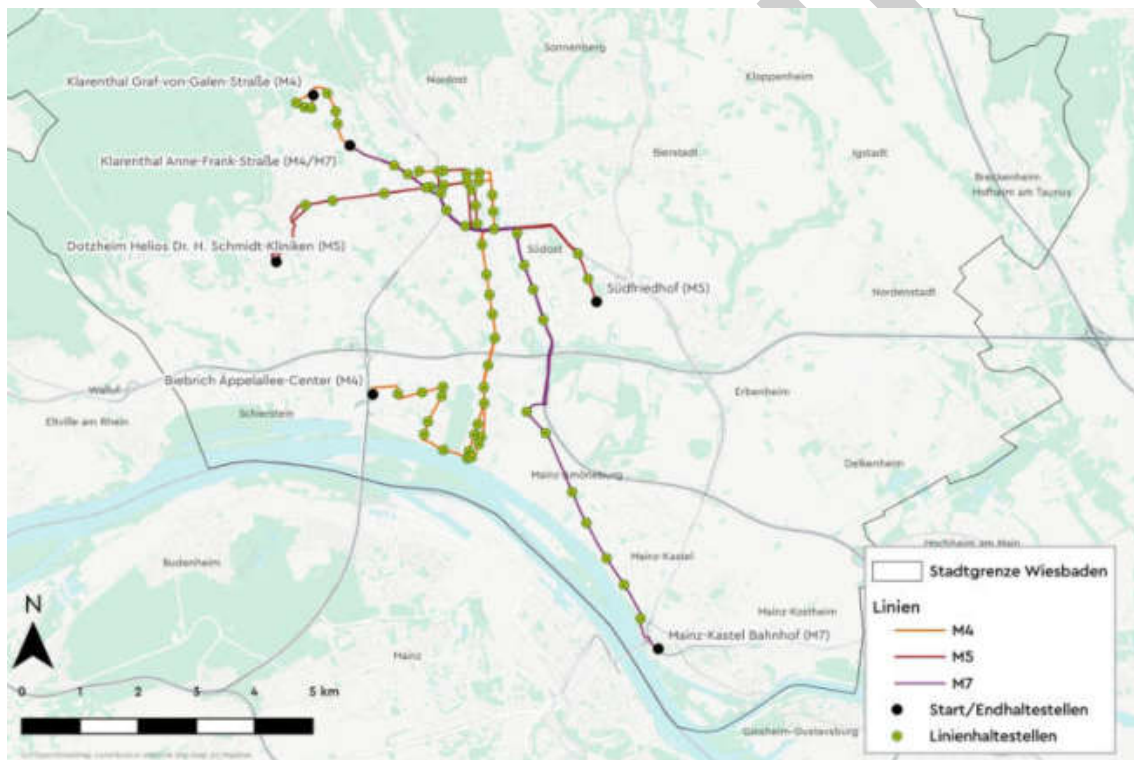 Sonnenberg
Klarenthal Graf-von-Galen-Straße (M4)
Nordost
Kloppenheim
Klarenthal Anne-Frank-Straße (M4/M7)
Bierstadt
Igstadt
Breckenheim
Hofheim am Taunus
Dotzheim Helios Dr. H. Schmidt-Kliniken (M5)
Südost
Südfriedhof (M5)
Nordenstadt
Biebrich Äppelallee-Center (M4)
Walluf
Erbenheim
Eltville am Rhein
Schierstein
Mainz-Amöneburg
Delkenheim
Hochheim am Main
Budenheim
Mainz-Kastel
Mainz-Kostheim
Mainz-Kastel Bahnhof (M7)
Mainz
Ginsheim-Gustavsburg
N
0 1 2 3 4 5 km
Stadtgrenze Wiesbaden
Linien
M4
M5
M7
Start/Endhaltestellen
Linienhaltestellen